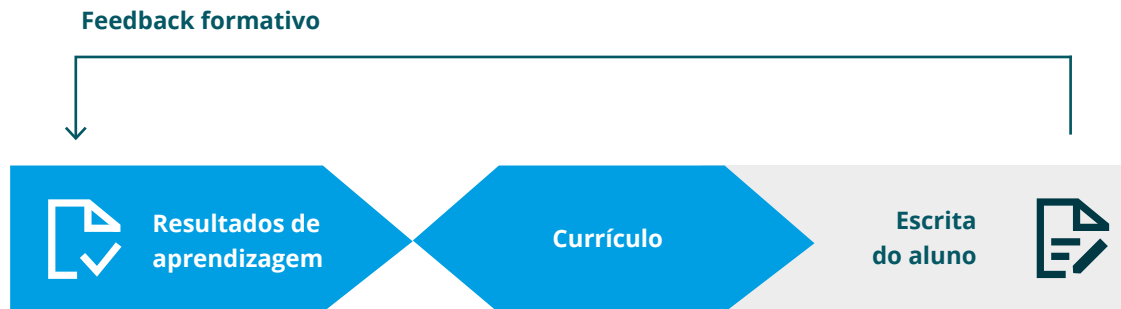 Feedback formativo
Resultados de
aprendizagem
Currículo
Escrita
do aluno